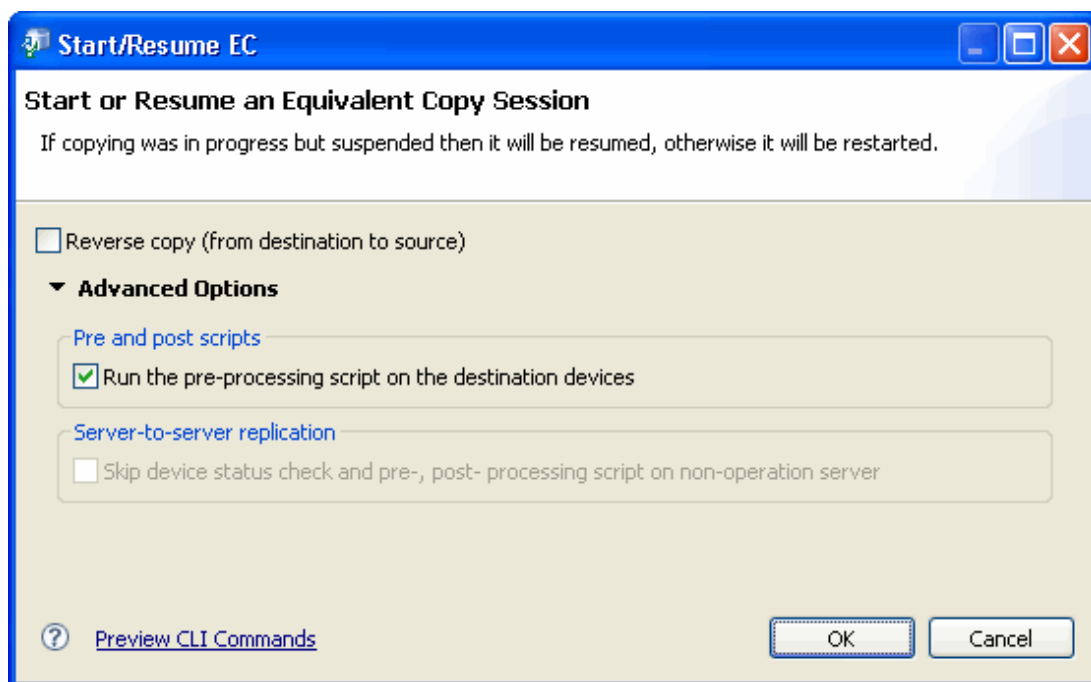 Start/Resume EC
Start or Resume an Equivalent Copy Session
If copying was in progress but suspended then it will be resumed, otherwise it will be restarted.
Reverse copy (from destination to source)
Advanced Options
Pre and post scripts
Run the pre-processing script on the destination devices
Server-to-server replication
Skip device status check and pre-, post- processing script on non-operation server
? Preview CLI Commands OK Cancel